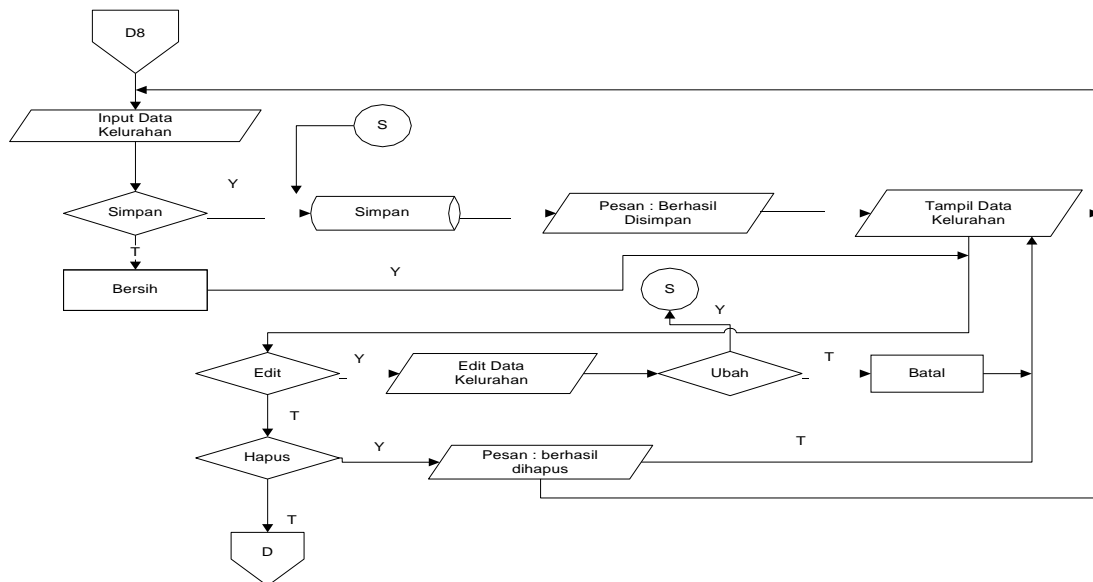 D8
Input Data
Kelurahan
S
Y
Simpan
Simpan
Pesan : Berhasil
Disimpan
Tampil Data
Kelurahan
T
Bersih
Y
S
Y
Edit
Y
Edit Data
Kelurahan
Ubah
T
Batal
T
Hapus
Y
Pesan : berhasil
dihapus
T
T
D